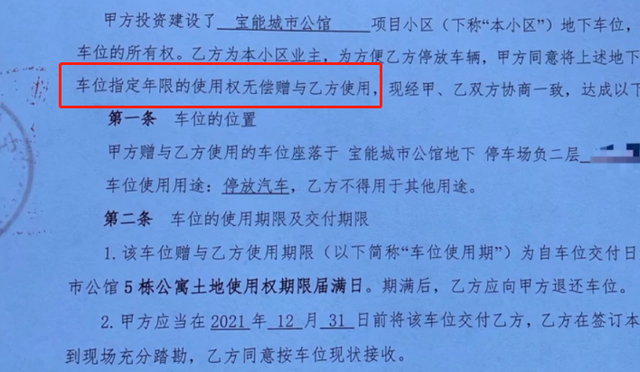 甲方投资建设了 宝能城市公馆 项目小区（下称“本小区”）地下车位，
车位的所有权。乙方为本小区业主，为方便乙方停放车辆，甲方同意将上述地下
车位指定年限的使用权无偿赠与乙方使用，现经甲、乙双方协商一致，达成以下
第一条 车位的位置
甲方赠与乙方使用的车位座落于 宝能城市公馆地下 停车场负二层
车位使用用途：停放汽车，乙方不得用于其他用途。
第二条 车位的使用期限及交付期限
1.该车位赠与乙方使用期限（以下简称“车位使用期”）为自车位交付日
市公馆 5 栋公寓土地使用权期限届满日。期满后，乙方应向甲方退还车位。
2.甲方应当在 2021 年 12 月 31 日前将该车位交付乙方，乙方在签订本
到现场充分踏勘，乙方同意按车位现状接收。